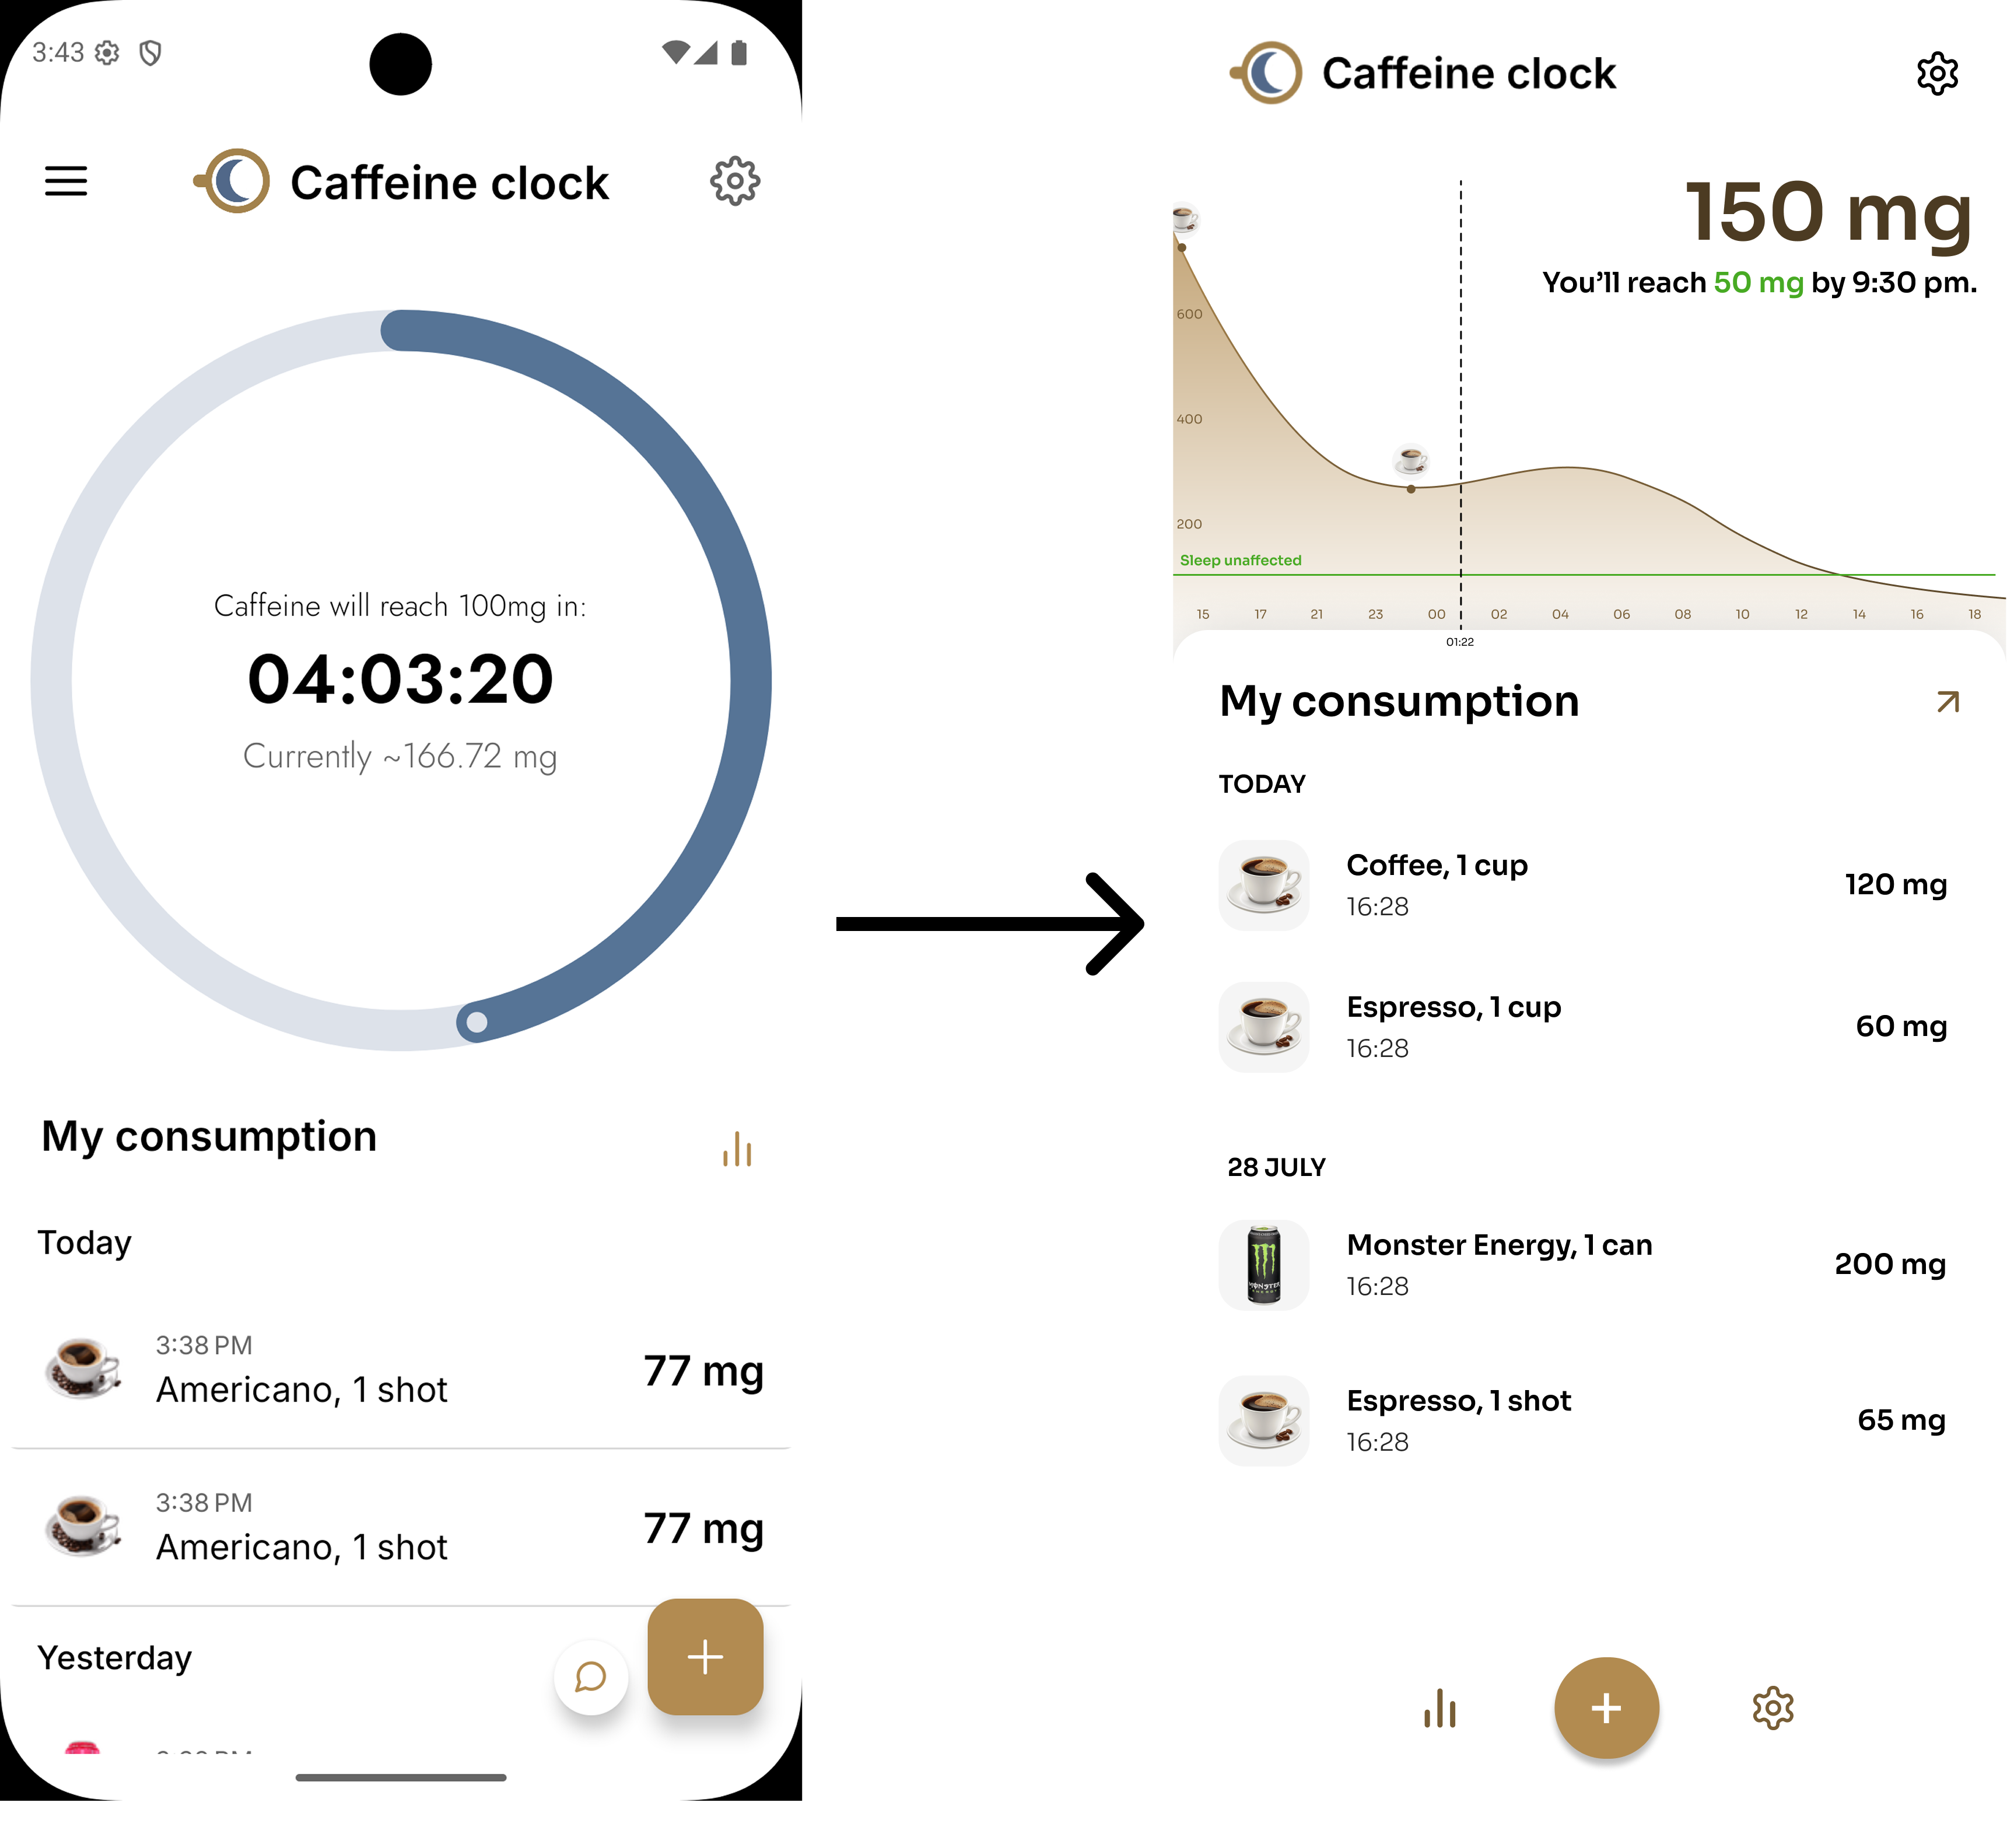 3:43
Caffeine clock
Caffeine will reach 100mg in:
04:03:20
Currently ~166.72 mg
My consumption
Today
3:38 PM
Americano, 1 shot
77 mg
3:38 PM
Americano, 1 shot
77 mg
Yesterday
Caffeine clock
150 mg
You'll reach 50 mg by 9:30 pm.
600
400
200
Sleep unaffected
15 17 21 23 00 02 04 06 08 10 12 14 16 18
01:22
My consumption
TODAY
Coffee, 1 cup
16:28
120 mg
Espresso, 1 cup
16:28
60 mg
28 JULY
MONSTER
ENERGY
Monster Energy, 1 can
16:28
200 mg
Espresso, 1 shot
16:28
65 mg